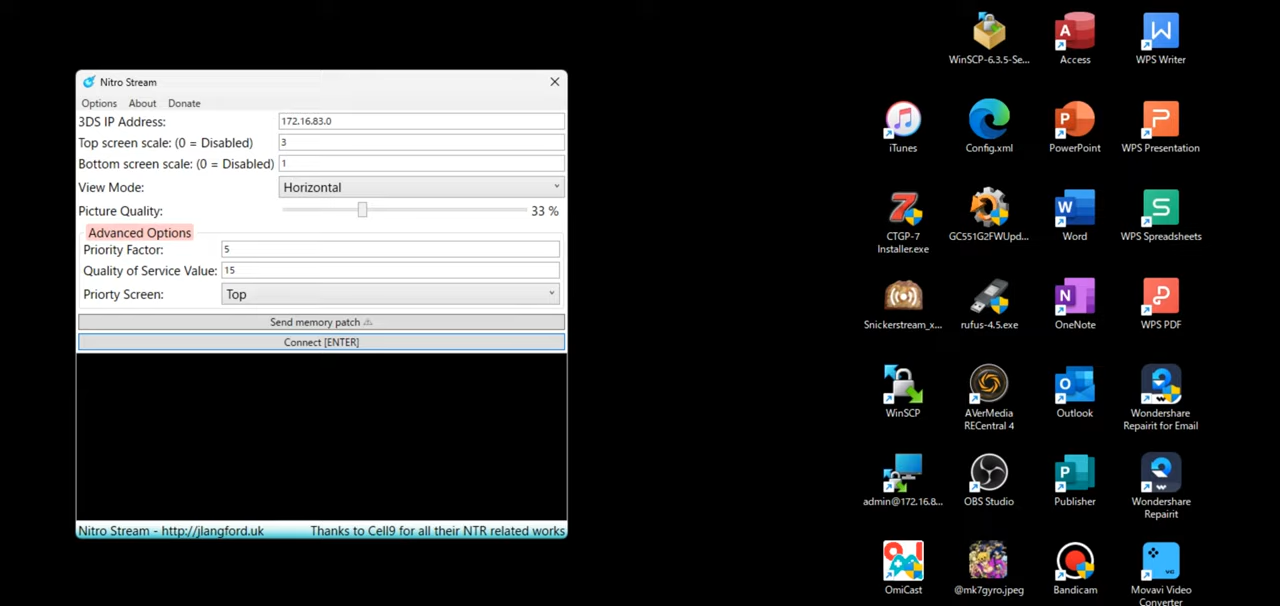 Nitro Stream
Options About Donate
3DS IP Address: 172.16.83.0
Top screen scale: (0 = Disabled) 3
Bottom screen scale: (0 = Disabled) 1
View Mode: Horizontal
Picture Quality: 33 %
Advanced Options
Priority Factor: 5
Quality of Service Value: 15
Priorty Screen: Top
Send memory patch ⚠
Connect [ENTER]
Nitro Stream - http://jlangford.uk Thanks to Cell9 for all their NTR related works
WinSCP-6.3.5-Se...
Access
WPS Writer
iTunes
Config.xml
PowerPoint
WPS Presentation
CTGP-7
Installer.exe
GC551G2FWUpd...
Word
WPS Spreadsheets
Snickerstream_x...
rufus-4.5.exe
OneNote
WPS PDF
WinSCP
AVerMedia
RECentral 4
Outlook
Wondershare
Repairit for Email
admin@172.16.8...
OBS Studio
Publisher
Wondershare
Repairit
OmiCast
@mk7gyro.jpeg
Bandicam
Movavi Video
Converter